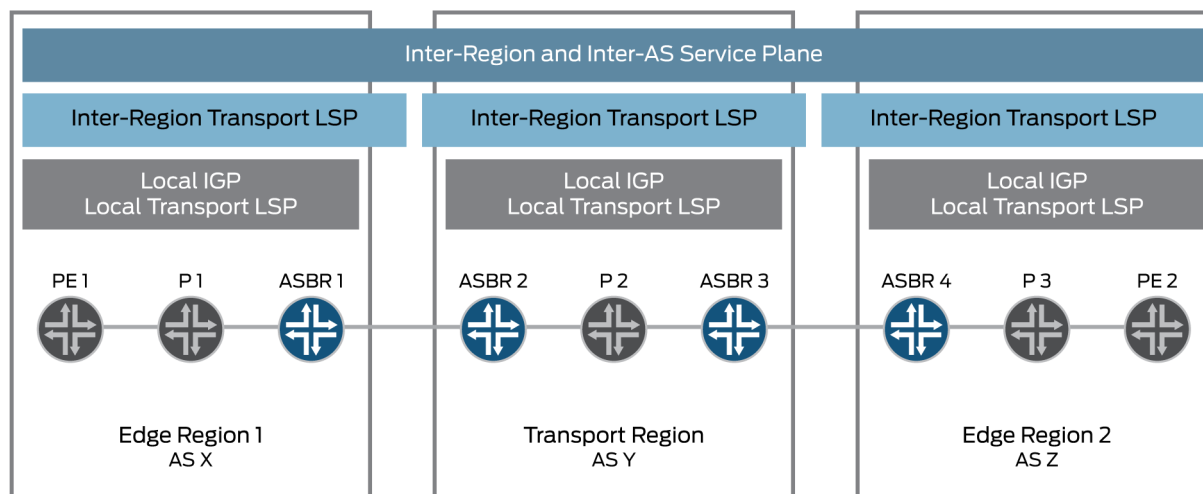 Inter-Region and Inter-AS Service Plane
Inter-Region Transport LSP
Inter-Region Transport LSP
Inter-Region Transport LSP
Local IGP
Local Transport LSP
Local IGP
Local Transport LSP
Local IGP
Local Transport LSP
PE 1
P 1
ASBR 1
ASBR 2
P 2
ASBR 3
ASBR 4
P 3
PE 2
Edge Region 1
AS X
Transport Region
AS Y
Edge Region 2
AS Z